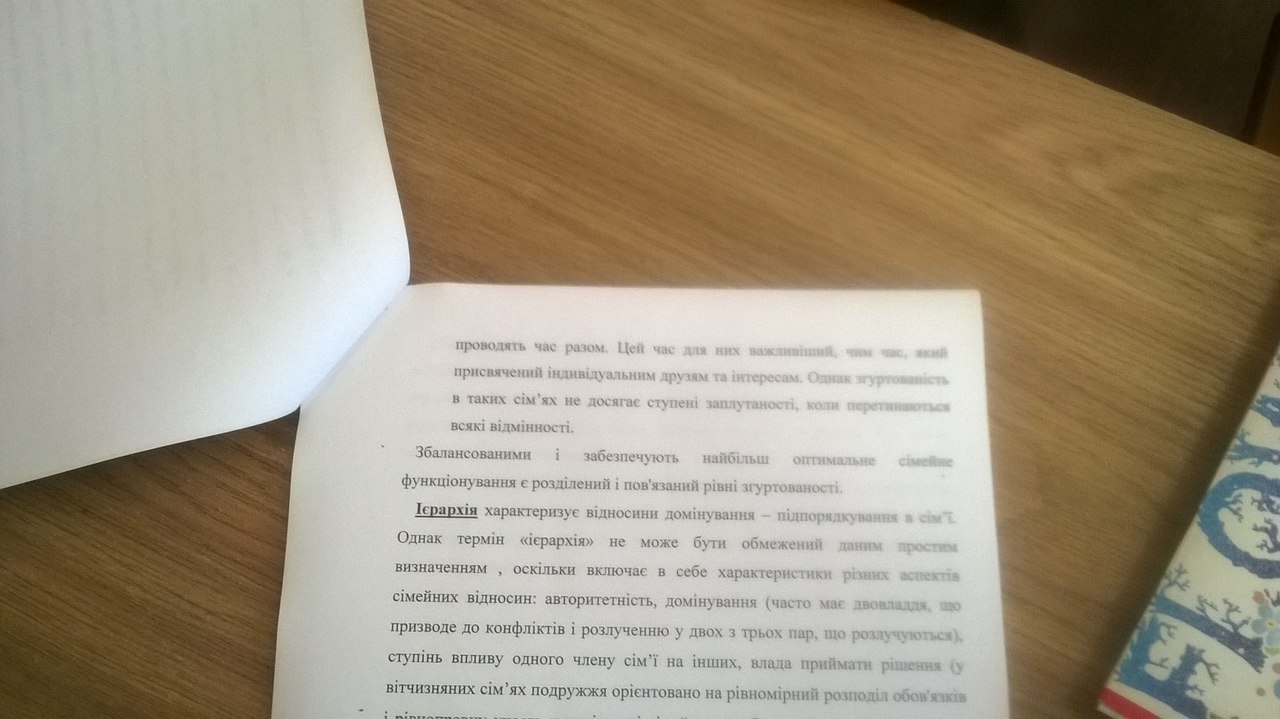 проводять час разом. Цей час для них важливіший, чим час, який
присвячений індивідуальним друзям та інтересам. Однак згуртованість
в таких сім’ях не досягає ступені заплутаності, коли перетинаються
всякі відмінності.
Збалансованими і забезпечують найбільш оптимальне сімейне
функціонування є розділений і пов'язаний рівні згуртованості.
Ієрархія характеризує відносини домінування – підпорядкування в сім’ї.
Однак термін «ієрархія» не може бути обмежений даним простим
визначенням , оскільки включає в себе характеристики різних аспектів
сімейних відносин: авторитетність, домінування (часто має двовладдя, що
призводе до конфліктів і розлученню у двох з трьох пар, що розлучуються),
ступінь впливу одного члену сім’ї на інших, влада приймати рішення (у
вітчизняних сім’ях подружжя орієнтовано на рівномірний розподіл обов'язків